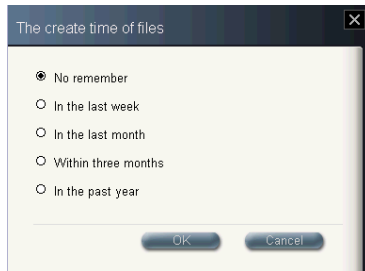 The create time of files
No remember
In the last week
In the last month
Within three months
In the past year
OK
Cancel